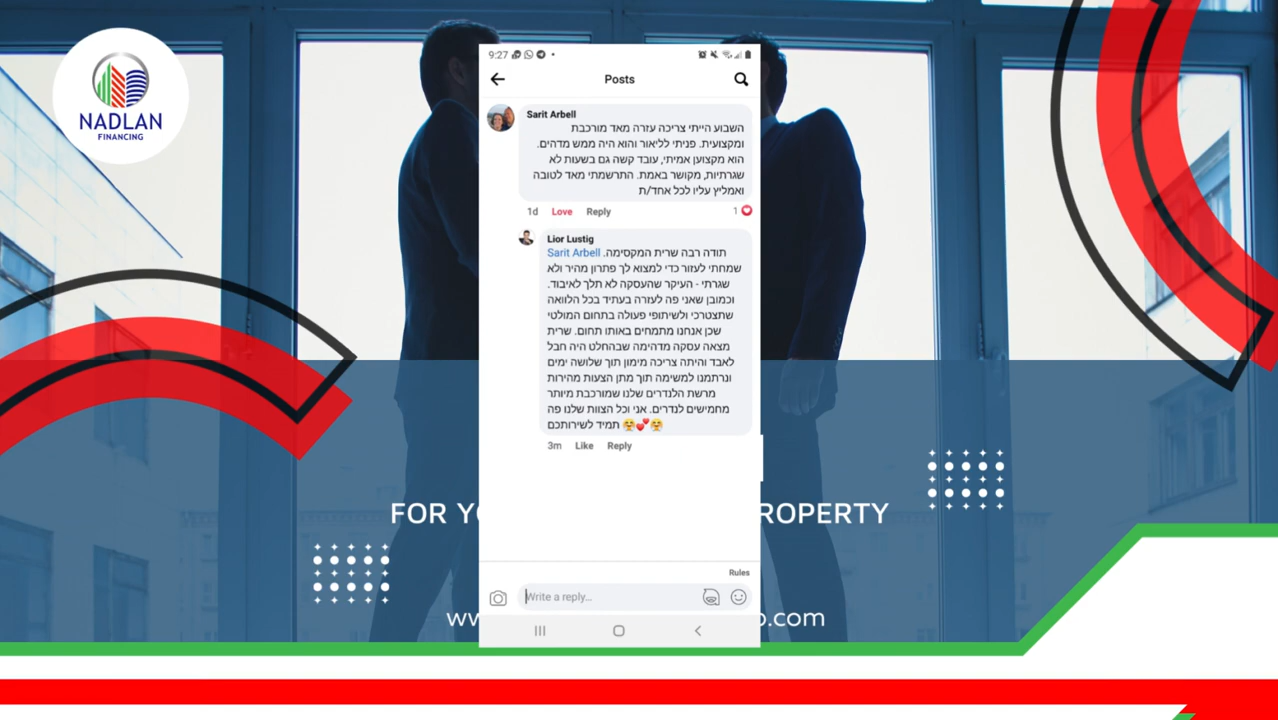 NADLAN
FINANCING
9:27
Posts
Sarit Arbell
השבוע הייתי צריכה עזרה מאד מורכבת
ומקצועית. פניתי לליאור והוא היה ממש מדהים.
הוא מקצוען אמיתי, עובד קשה גם בשעות לא
שגרתיות, מקושר באמת. התרשמתי מאד לטובה
ואמליץ עליו לכל אחד/ת
1d Love Reply 1
Lior Lustig
Sarit Arbell תודה רבה שרית המקסימה.
שמחתי לעזור כדי למצוא לך פתרון מהיר ולא
שגרתי - העיקר שהעסקה לא תלך לאיבוד.
וכמובן שאני פה לעזרה בעתיד בכל הלוואה
שתצטרכי ולשיתופי פעולה בתחום המולטי
שכן אנחנו מתמחים באותו תחום. שרית
מצאה עסקה מדהימה שבהחלט היה חבל
לאבד והיתה צריכה מימון תוך שלושה ימים
ונרתמנו למשימה תוך מתן הצעות מהירות
מרשת הלנדרים שלנו שמורכבת מיותר
מחמישים לנדרים. אני וכל הצוות שלנו פה
תמיד לשירותכם 🤗💕🤗
3m Like Reply
FOR YO ROPERTY
Rules
Write a reply...
ww .com